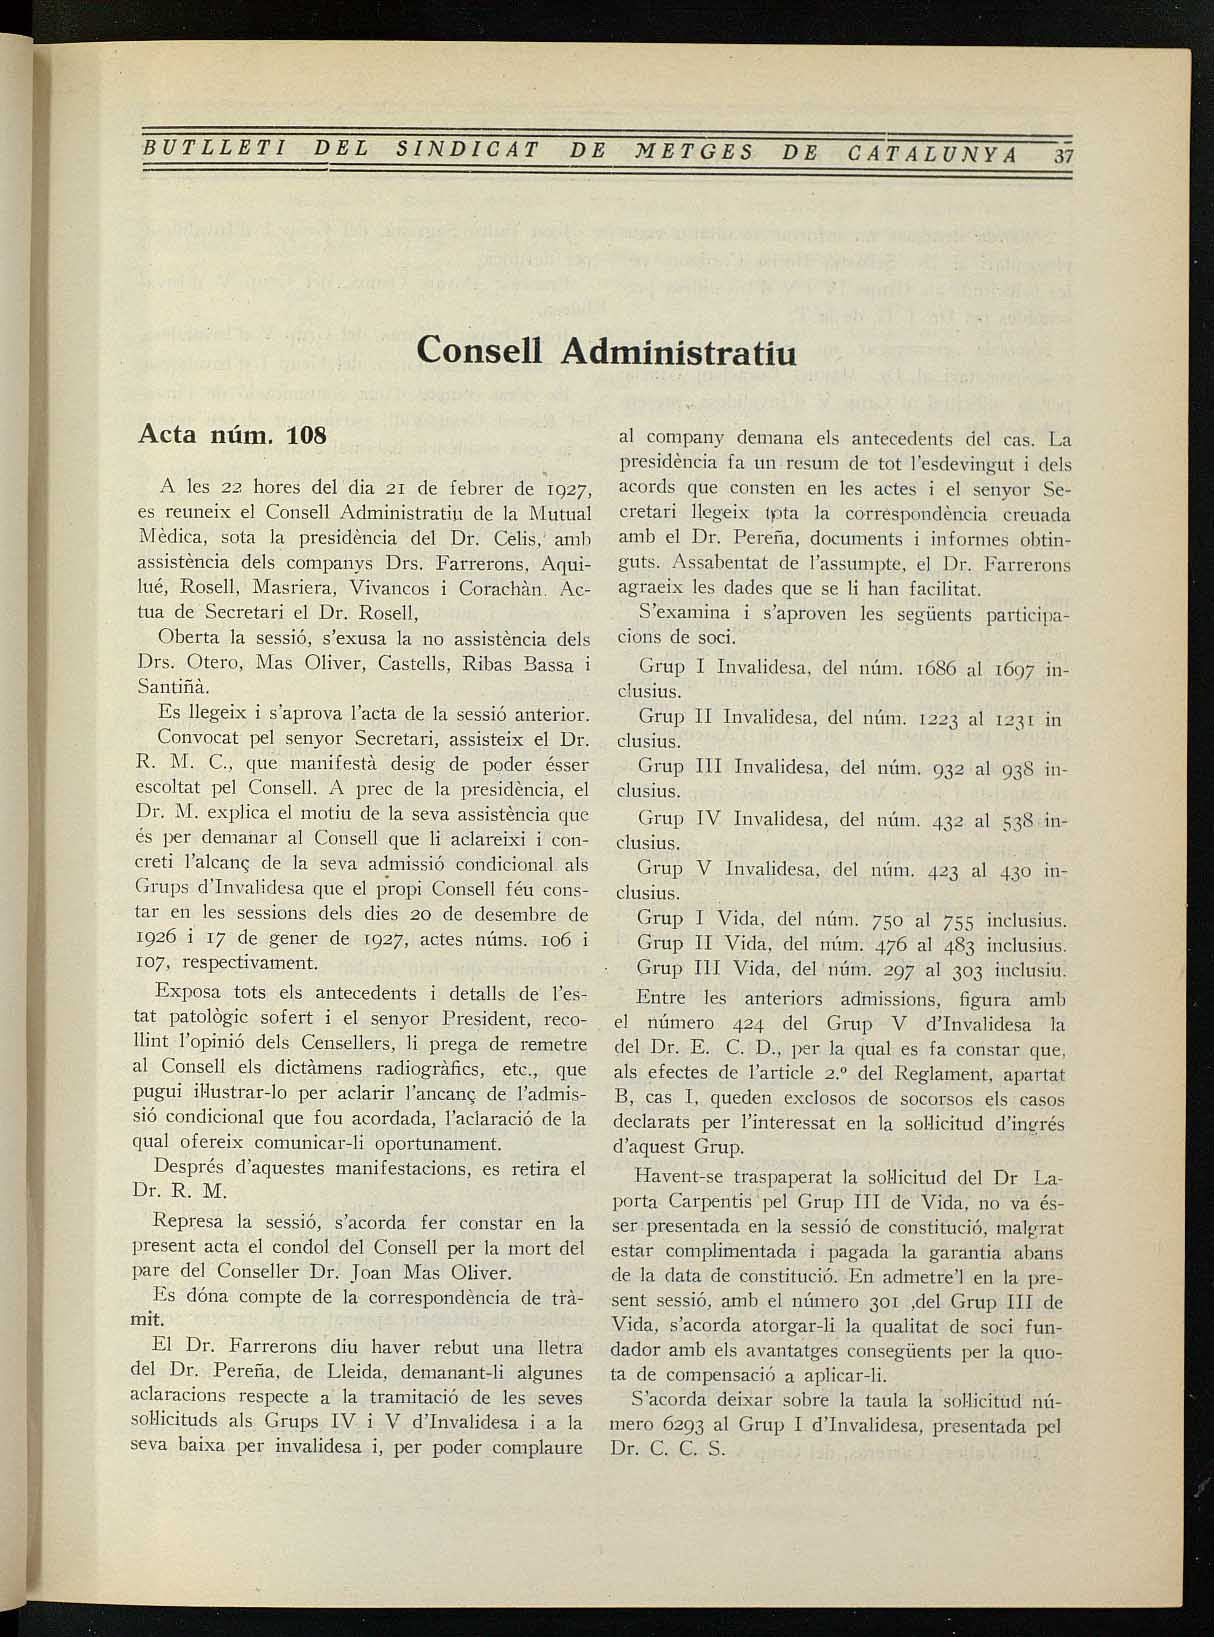 BUTLLETI DEL SINDICAT DE METGES DE CATALUNYA 37
Consell Administratiu
Acta núm. 108
A les 22 hores del dia 21 de febrer de 1927,
es reuneix el Consell Administratiu de la Mutual
Mèdica, sota la presidència del Dr. Celis, amb
assistència dels companys Drs. Farrerons, Aqui-
lué, Rosell, Masriera, Vivancos i Corachàn. Ac-
tua de Secretari el Dr. Rosell,
Oberta la sessió, s'exusa la no assistència dels
Drs. Otero, Mas Oliver, Castells, Ribas Bassa i
Santiñà.
Es llegeix i s'aprova l'acta de la sessió anterior.
Convocat pel senyor Secretari, assisteix el Dr.
R. M. C., que manifestà desig de poder ésser
escoltat pel Consell. A prec de la presidència, el
Dr. M. explica el motiu de la seva assistència que
és per demanar al Consell que li aclareixi i con-
creti l'alcanç de la seva admissió condicional als
Grups d'Invalidesa que el propi Consell féu cons-
tar en les sessions dels dies 20 de desembre de
1926 i 17 de gener de 1927, actes núms. 106 i
107, respectivament.
Exposa tots els antecedents i detalls de l'es-
tat patològic sofert i el senyor President, reco-
llint l'opinió dels Censellers, li prega de remetre
al Consell els dictàmens radiogràfics, etc., que
pugui iŀlustrar-lo per aclarir l'ancanç de l'admis-
sió condicional que fou acordada, l'aclaració de la
qual ofereix comunicar-li oportunament.
Després d'aquestes manifestacions, es retira el
Dr. R. M.
Represa la sessió, s'acorda fer constar en la
present acta el condol del Consell per la mort del
pare del Conseller Dr. Joan Mas Oliver.
Es dóna compte de la correspondència de trà-
mit.
El Dr. Farrerons diu haver rebut una lletra
del Dr. Pereña, de Lleida, demanant-li algunes
aclaracions respecte a la tramitació de les seves
soŀlicituds als Grups IV i V d'Invalidesa i a la
seva baixa per invalidesa i, per poder complaure
al company demana els antecedents del cas. La
presidència fa un resum de tot l'esdevingut i dels
acords que consten en les actes i el senyor Se-
cretari llegeix tota la correspondència creuada
amb el Dr. Pereña, documents i informes obtin-
guts. Assabentat de l'assumpte, el Dr. Farrerons
agraeix les dades que se li han facilitat.
S'examina i s'aproven les següents participa-
cions de soci.
Grup I Invalidesa, del núm. 1686 al 1697 in-
clusius.
Grup II Invalidesa, del núm. 1223 al 1231 in
clusius.
Grup III Invalidesa, del núm. 932 al 938 in-
clusius.
Grup IV Invalidesa, del núm. 432 al 538 in-
clusius.
Grup V Invalidesa, del núm. 423 al 430 in-
clusius.
Grup I Vida, del núm. 750 al 755 inclusius.
Grup II Vida, del núm. 476 al 483 inclusius.
Grup III Vida, del núm. 297 al 303 inclusiu.
Entre les anteriors admissions, figura amb
el número 424 del Grup V d'Invalidesa la
del Dr. E. C. D., per la qual es fa constar que,
als efectes de l'article 2.º del Reglament, apartat
B, cas I, queden exclosos de socorsos els casos
declarats per l'interessat en la soŀlicitud d'ingrés
d'aquest Grup.
Havent-se traspaperat la soŀlicitud del Dr La-
porta Carpentis pel Grup III de Vida, no va és-
ser presentada en la sessió de constitució, malgrat
estar complimentada i pagada la garantia abans
de la data de constitució. En admetre'l en la pre-
sent sessió, amb el número 301 ,del Grup III de
Vida, s'acorda atorgar-li la qualitat de soci fun-
dador amb els avantatges consegüents per la quo-
ta de compensació a aplicar-li.
S'acorda deixar sobre la taula la soŀlicitud nú-
mero 6293 al Grup I d'Invalidesa, presentada pel
Dr. C. C. S.